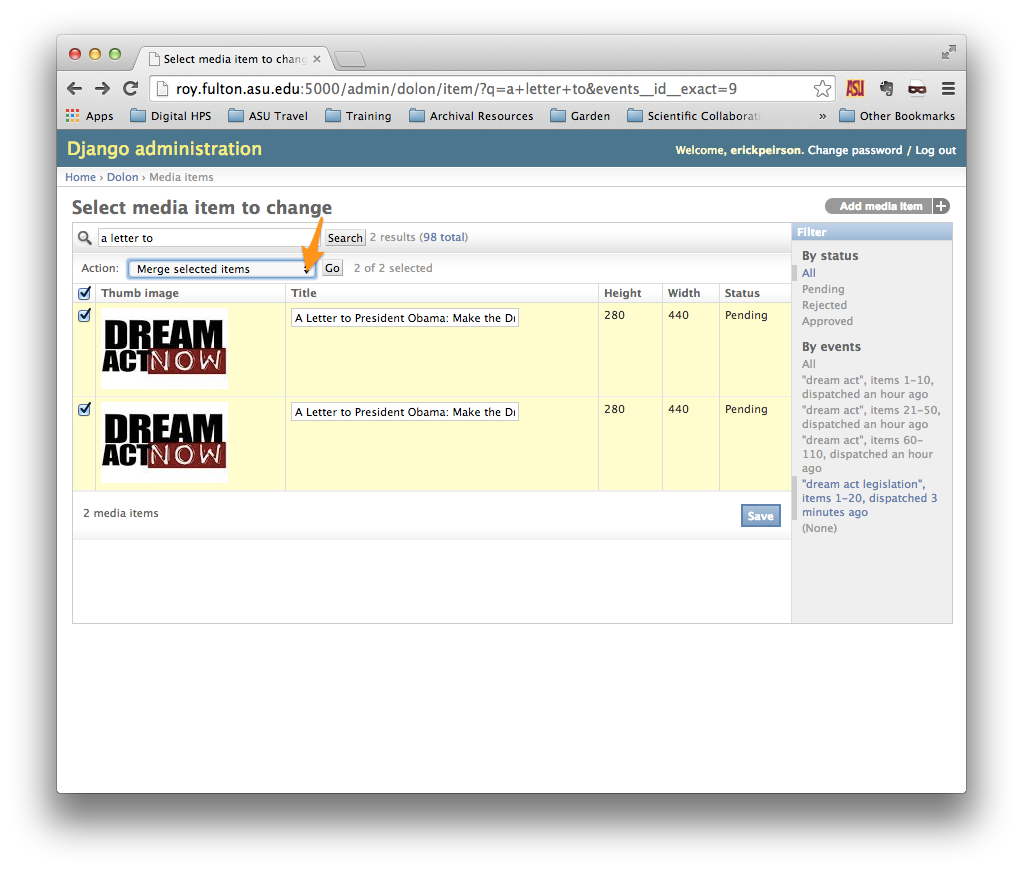 Select media item to chang
roy.fulton.asu.edu:5000/admin/dolon/item/?q=a+letter+to&events__id__exact=9
ASU
Apps Digital HPS ASU Travel Training Archival Resources Garden Scientific Collaborati » Other Bookmarks
Django administration
Welcome, erickpeirson. Change password / Log out
Home › Dolon › Media items
Select media item to change
Add media item +
a letter to Search 2 results (98 total)
Action: Merge selected items Go 2 of 2 selected
Thumb image Title Height Width Status
DREAM
ACT NOW
A Letter to President Obama: Make the Dr 280 440 Pending
DREAM
ACT NOW
A Letter to President Obama: Make the Dr 280 440 Pending
2 media items
Save
Filter
By status
All
Pending
Rejected
Approved
By events
All
"dream act", items 1-10,
dispatched an hour ago
"dream act", items 21-50,
dispatched an hour ago
"dream act", items 60-
110, dispatched an hour
ago
"dream act legislation",
items 1-20, dispatched 3
minutes ago
(None)